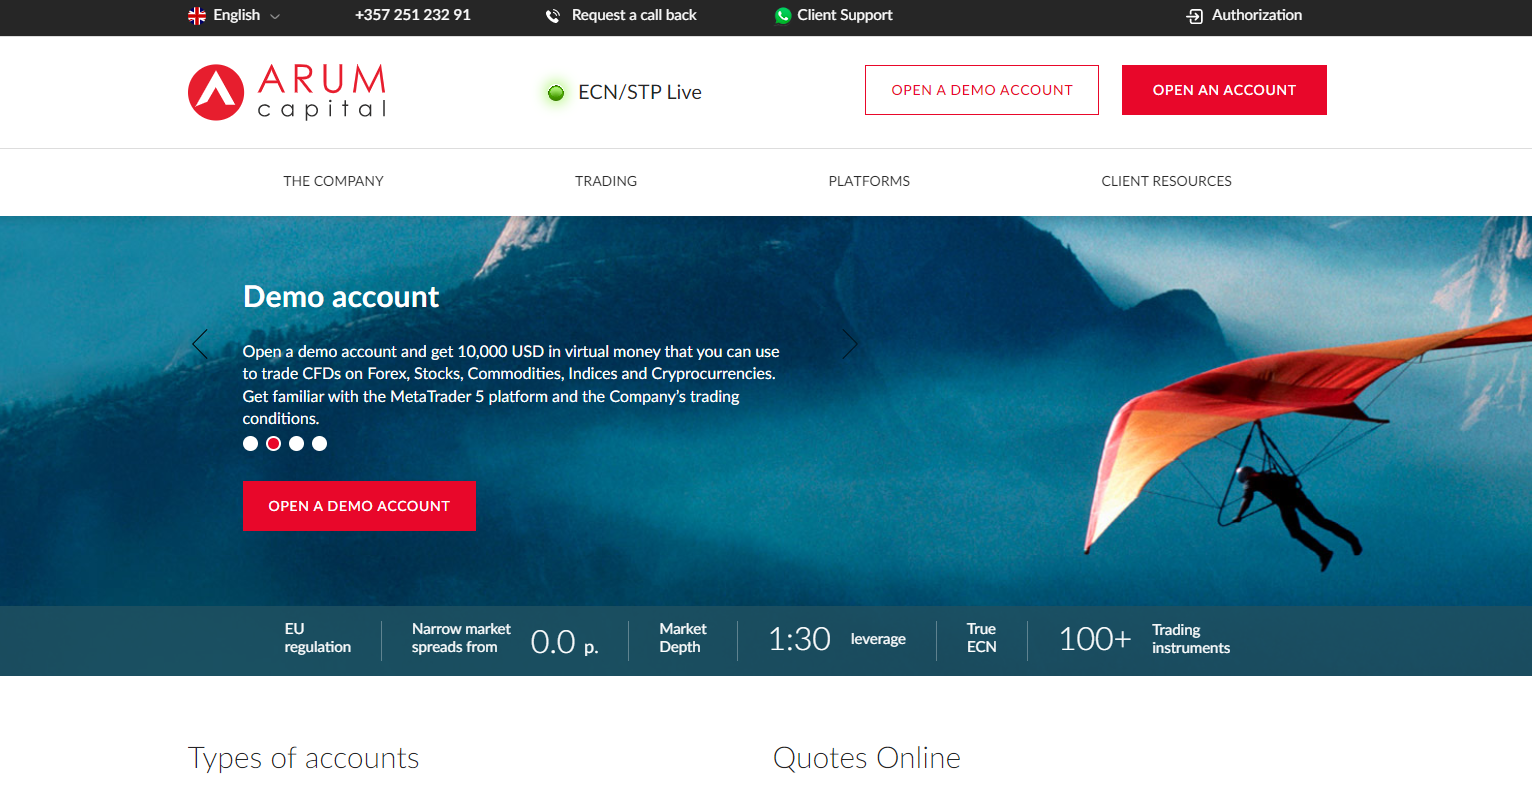 English
+357 251 232 91
Request a call back
Client Support
Authorization
ARUM
capital
ECN/STP Live
OPEN A DEMO ACCOUNT
OPEN AN ACCOUNT
THE COMPANY
TRADING
PLATFORMS
CLIENT RESOURCES
Demo account
Open a demo account and get 10,000 USD in virtual money that you can use
to trade CFDs on Forex, Stocks, Commodities, Indices and Cryprocurrencies.
Get familiar with the MetaTrader 5 platform and the Company's trading
conditions.
OPEN A DEMO ACCOUNT
EU
regulation
Narrow market
spreads from
0.0 p.
Market
Depth
1:30 leverage
True
ECN
100+
Trading
instruments
Types of accounts
Quotes Online